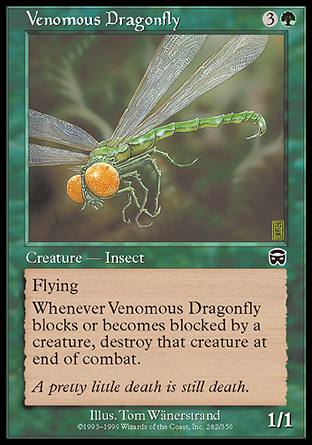 Venomous Dragonfly 3
Creature — Insect
Flying
Whenever Venomous Dragonfly
blocks or becomes blocked by a
creature, destroy that creature at
end of combat.
A pretty little death is still death.
Illus. Tom Wänerstrand
©1993–1999 Wizards of the Coast, Inc. 282/350
1/1